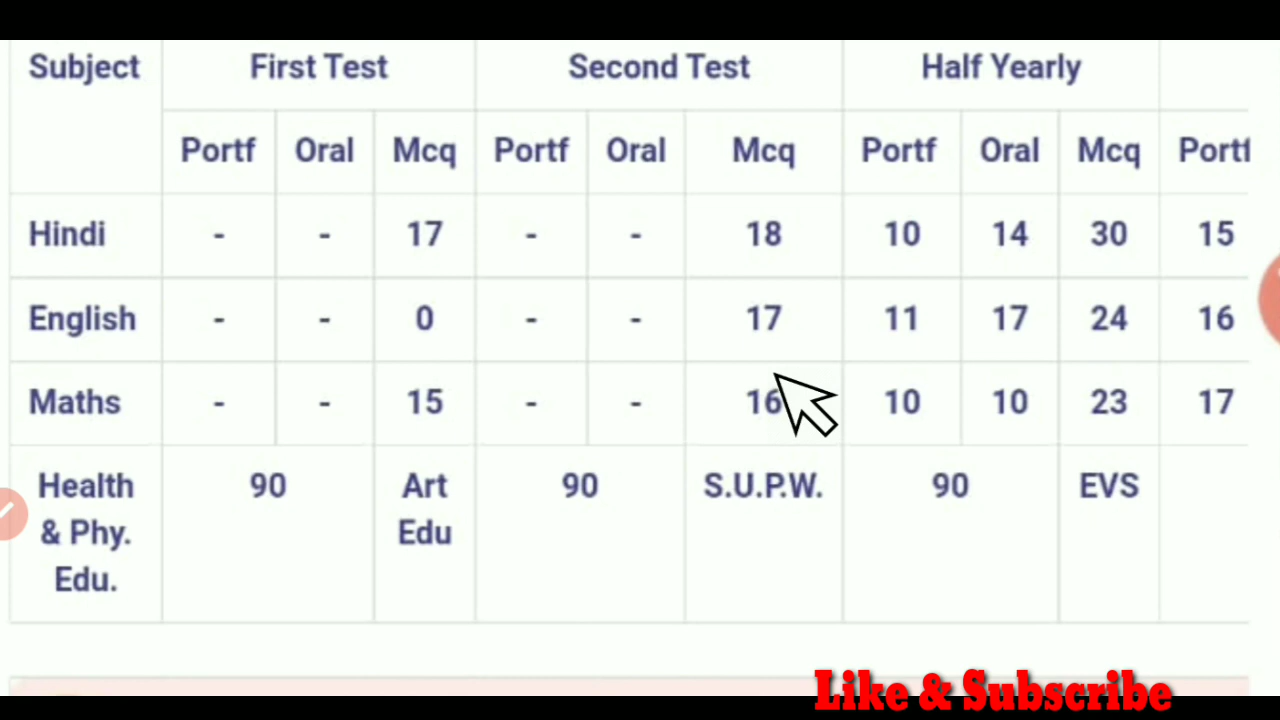 Subject First Test Second Test Half Yearly
Portf Oral Mcq Portf Oral Mcq Portf Oral Mcq Portf
Hindi - - 17 - - 18 10 14 30 15
English - - 0 - - 17 11 17 24 16
Maths - - 15 - - 16 10 10 23 17
Health 90 Art 90 S.U.P.W. 90 EVS
& Phy. Edu
Edu.
Like & Subscribe